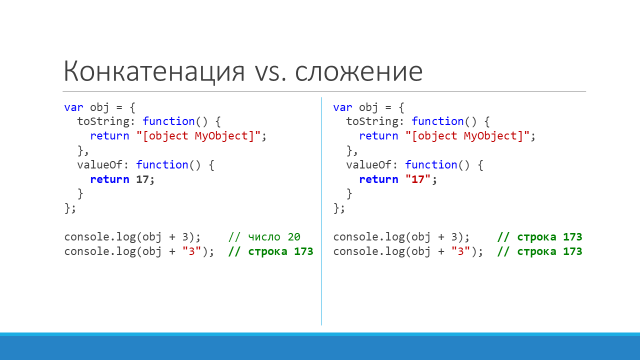 Конкатенация vs. сложение
var obj = {
  toString: function() {
    return "[object MyObject]";
  },
  valueOf: function() {
    return 17;
  }
};
console.log(obj + 3);    // число 20
console.log(obj + "3");  // строка 173
var obj = {
  toString: function() {
    return "[object MyObject]";
  },
  valueOf: function() {
    return "17";
  }
};
console.log(obj + 3);    // строка 173
console.log(obj + "3");  // строка 173